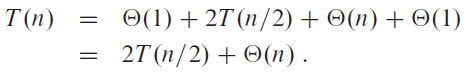 T(n) = Θ(1) + 2T(n/2) + Θ(n) + Θ(1)
= 2T(n/2) + Θ(n) .